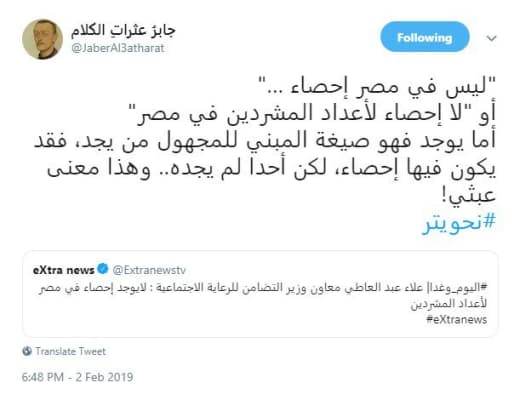 جابرَ عثراتِ الكلام
@JaberAl3atharat
Following
"ليس في مصر إحصاء ..."
أو "لا إحصاء لأعداد المشردين في مصر"
أما يوجد فهو صيغة المبني للمجهول من يجد، فقد
يكون فيها إحصاء، لكن أحدا لم يجده.. وهذا معنى
عبثي!
#نحويتر
eXtra news @Extranewstv
#اليوم_وغدا| علاء عبد العاطي معاون وزير التضامن للرعاية الاجتماعية : لايوجد إحصاء في مصر
لأعداد المشردين
#eXtranews
Translate Tweet
6:48 PM - 2 Feb 2019